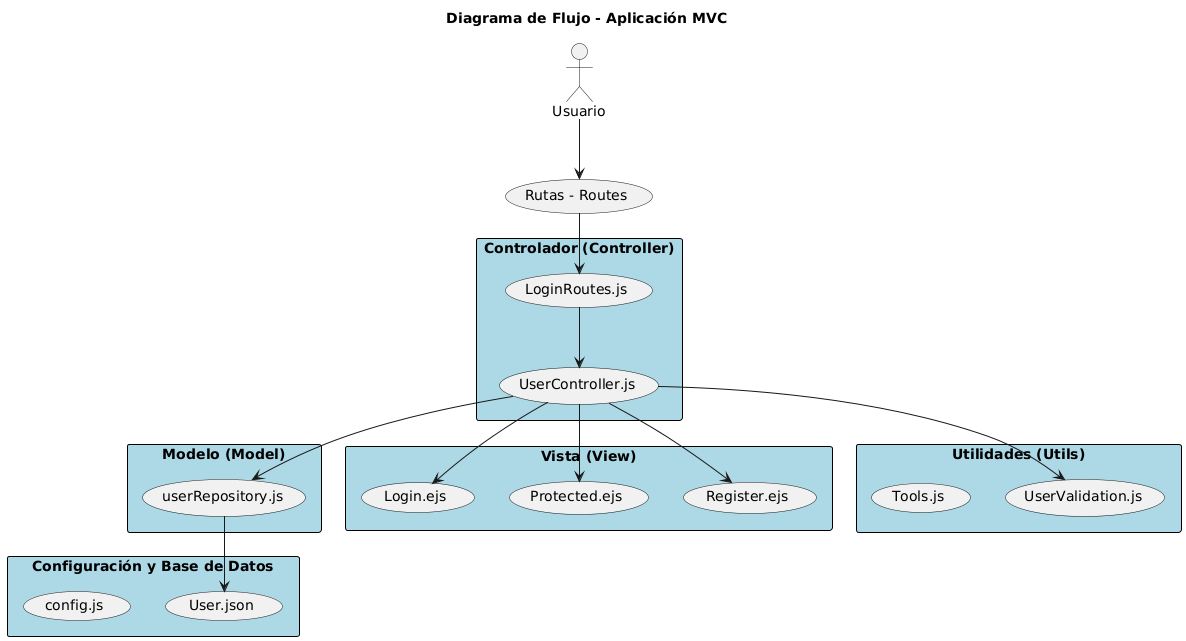 Diagrama de Flujo - Aplicación MVC
Usuario
Rutas - Routes
Controlador (Controller)
LoginRoutes.js
UserController.js
Modelo (Model)
userRepository.js
Vista (View)
Login.ejs
Protected.ejs
Register.ejs
Utilidades (Utils)
Tools.js
UserValidation.js
Configuración y Base de Datos
config.js
User.json